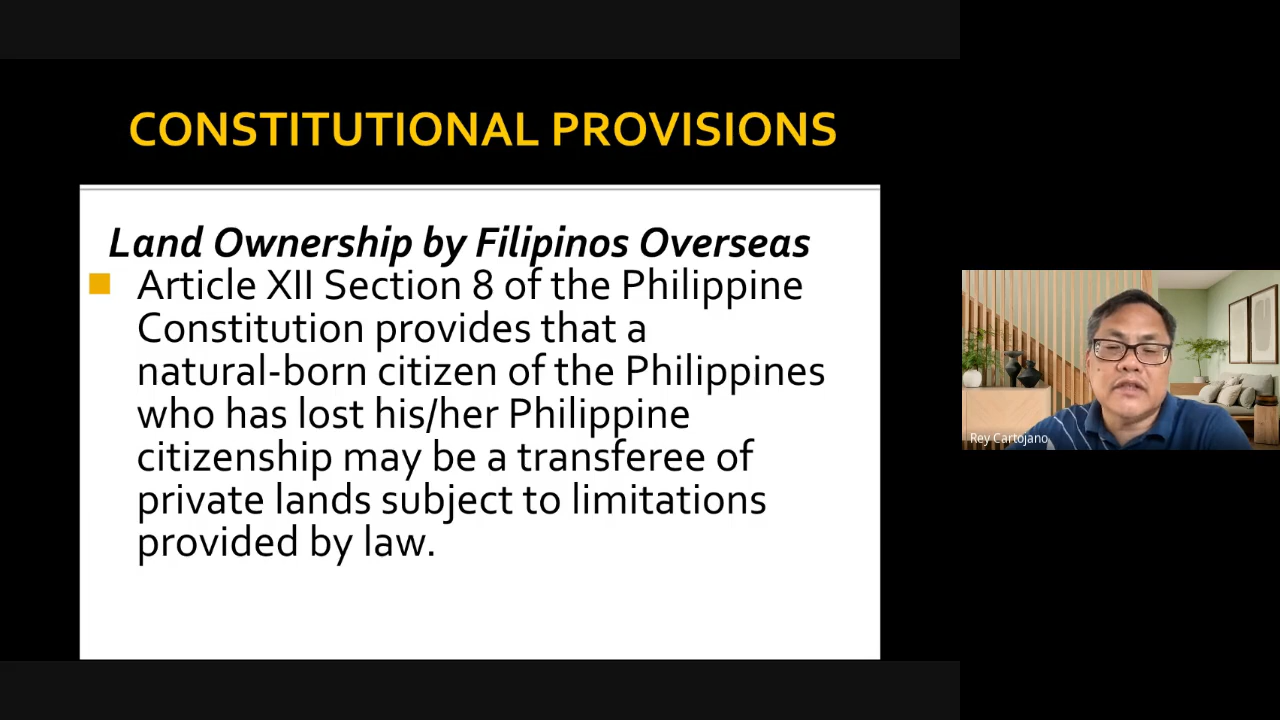 CONSTITUTIONAL PROVISIONS
Land Ownership by Filipinos Overseas
Article XII Section 8 of the Philippine
Constitution provides that a
natural-born citizen of the Philippines
who has lost his/her Philippine
citizenship may be a transferee of
private lands subject to limitations
provided by law.
Rey Cartojano